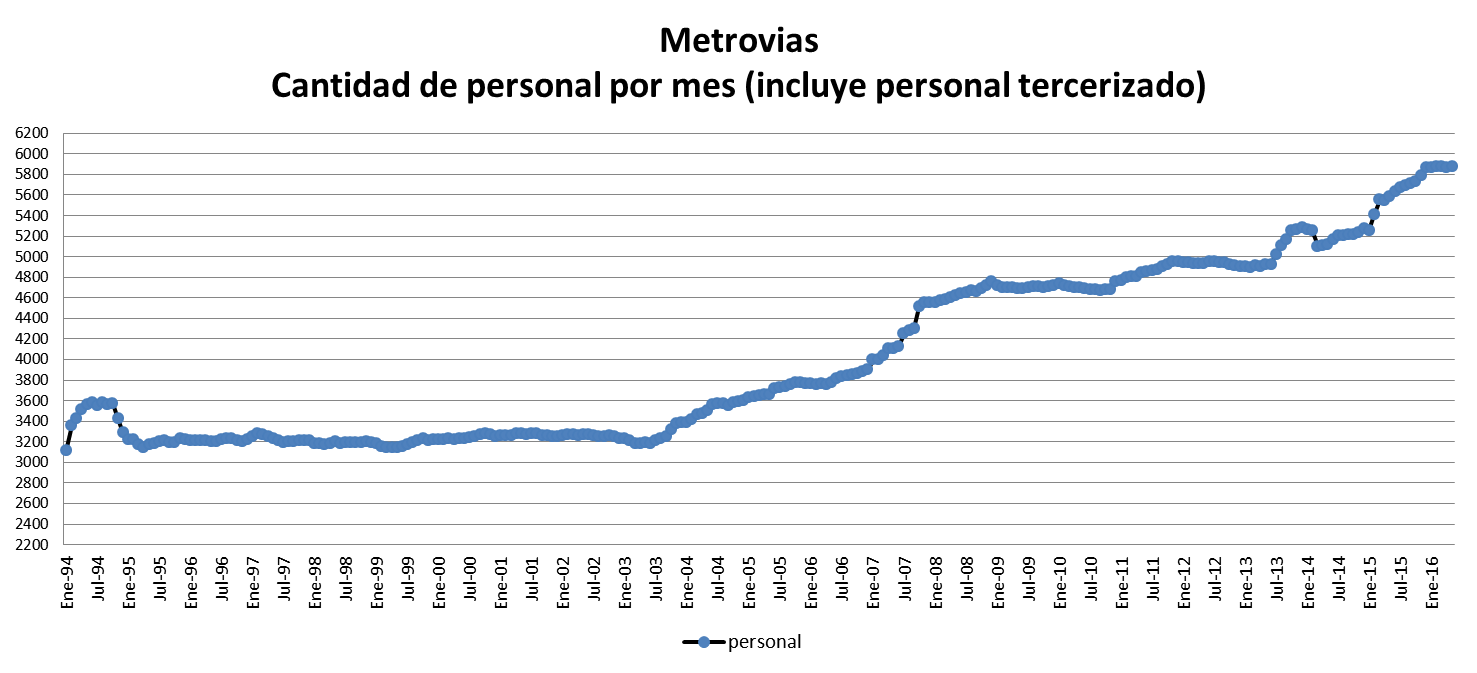 Metrovias
Cantidad de personal por mes (incluye personal tercerizado)
6200
6000
5800
5600
5400
5200
5000
4800
4600
4400
4200
4000
3800
3600
3400
3200
3000
2800
2600
2400
2200
Ene-94
Jul-94
Ene-95
Jul-95
Ene-96
Jul-96
Ene-97
Jul-97
Ene-98
Jul-98
Ene-99
Jul-99
Ene-00
Jul-00
Ene-01
Jul-01
Ene-02
Jul-02
Ene-03
Jul-03
Ene-04
Jul-04
Ene-05
Jul-05
Ene-06
Jul-06
Ene-07
Jul-07
Ene-08
Jul-08
Ene-09
Jul-09
Ene-10
Jul-10
Ene-11
Jul-11
Ene-12
Jul-12
Ene-13
Jul-13
Ene-14
Jul-14
Ene-15
Jul-15
Ene-16
personal